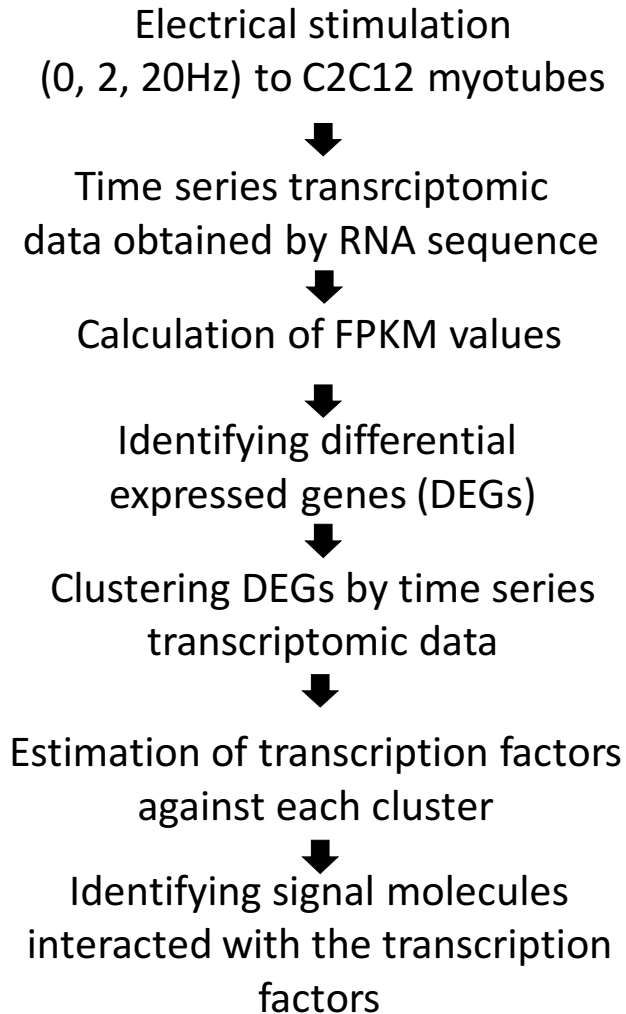 Electrical stimulation
(0, 2, 20Hz) to C2C12 myotubes
Time series transrciptomic
data obtained by RNA sequence
Calculation of FPKM values
Identifying differential
expressed genes (DEGs)
Clustering DEGs by time series
transcriptomic data
Estimation of transcription factors
against each cluster
Identifying signal molecules
interacted with the transcription
factors